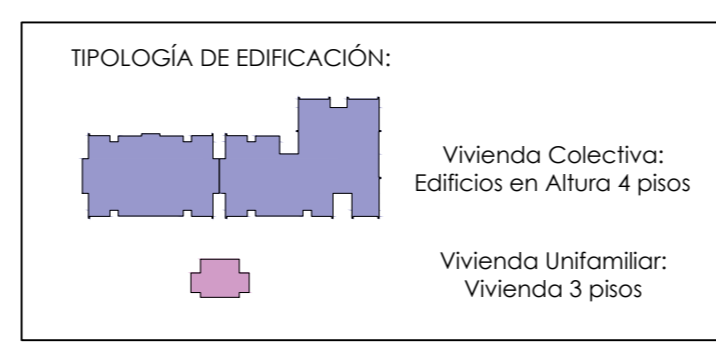 TIPOLOGÍA DE EDIFICACIÓN:
Vivienda Colectiva:
Edificios en Altura 4 pisos
Vivienda Unifamiliar:
Vivienda 3 pisos